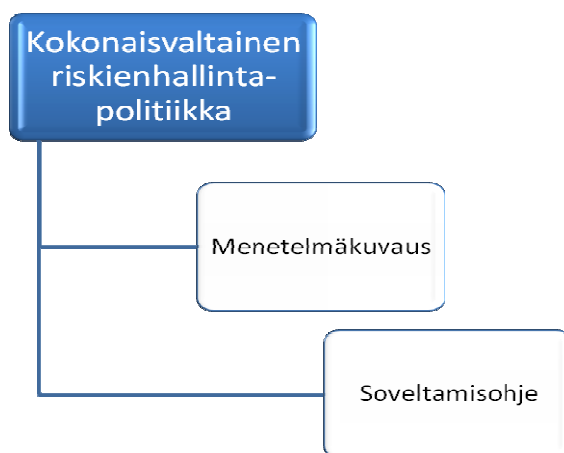 Kokonaisvaltainen
riskienhallinta-
politiikka
Menetelmäkuvaus
Soveltamisohje